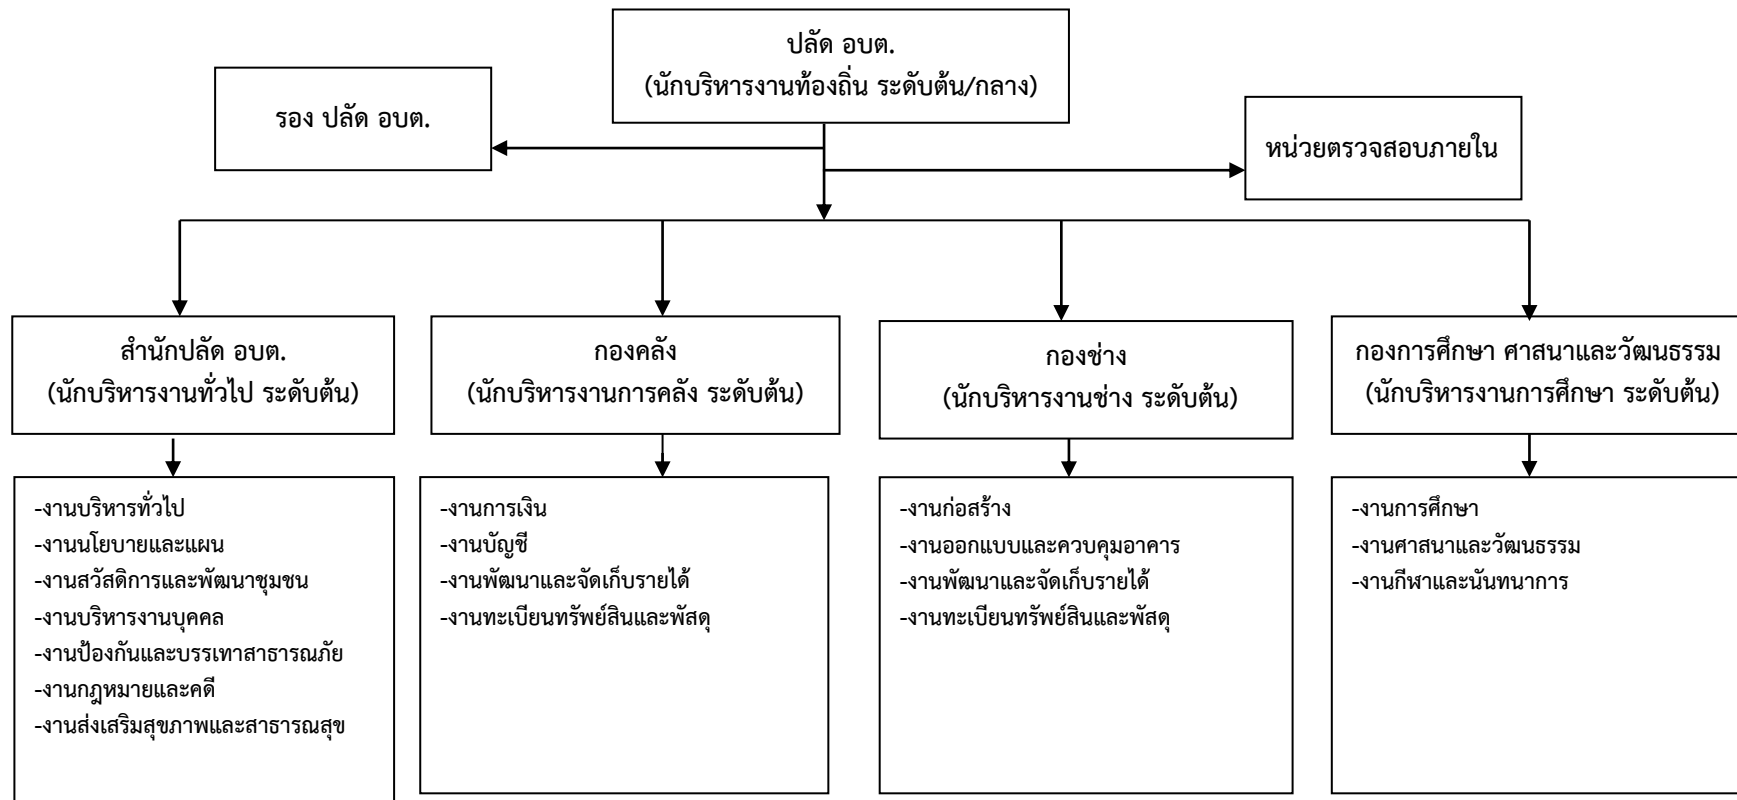 ปลัด อบต.
(นักบริหารงานท้องถิ่น ระดับต้น/กลาง)
รอง ปลัด อบต.
หน่วยตรวจสอบภายใน
สำนักปลัด อบต.
(นักบริหารงานทั่วไป ระดับต้น)
กองคลัง
(นักบริหารงานการคลัง ระดับต้น)
กองช่าง
(นักบริหารงานช่าง ระดับต้น)
กองการศึกษา ศาสนาและวัฒนธรรม
(นักบริหารงานการศึกษา ระดับต้น)
-งานบริหารทั่วไป
-งานนโยบายและแผน
-งานสวัสดิการและพัฒนาชุมชน
-งานบริหารงานบุคคล
-งานป้องกันและบรรเทาสาธารณภัย
-งานกฎหมายและคดี
-งานส่งเสริมสุขภาพและสาธารณสุข
-งานการเงิน
-งานบัญชี
-งานพัฒนาและจัดเก็บรายได้
-งานทะเบียนทรัพย์สินและพัสดุ
-งานก่อสร้าง
-งานออกแบบและควบคุมอาคาร
-งานพัฒนาและจัดเก็บรายได้
-งานทะเบียนทรัพย์สินและพัสดุ
-งานการศึกษา
-งานศาสนาและวัฒนธรรม
-งานกีฬาและนันทนาการ